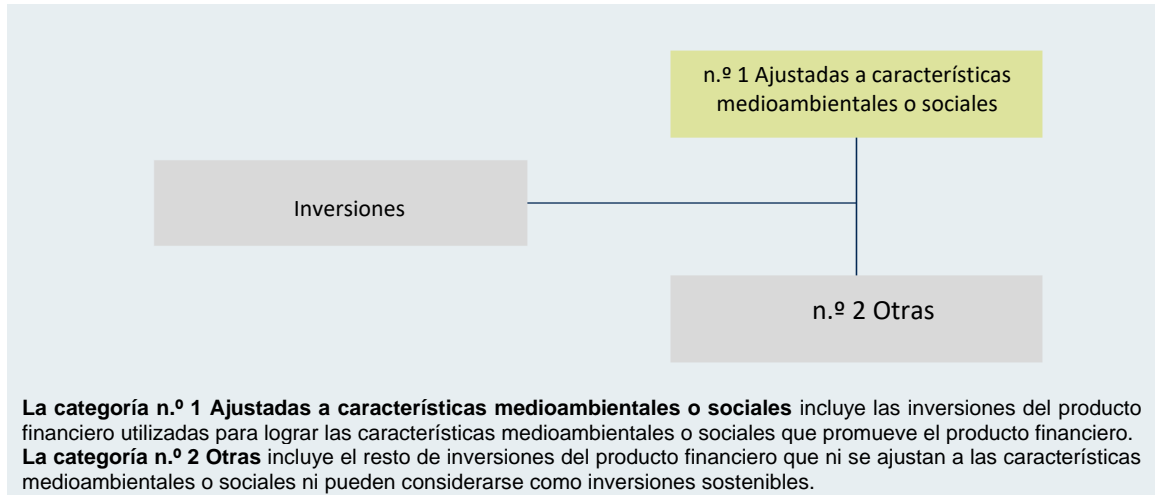 n.º 1 Ajustadas a características
medioambientales o sociales
Inversiones
n.º 2 Otras
La categoría n.º 1 Ajustadas a características medioambientales o sociales incluye las inversiones del producto
financiero utilizadas para lograr las características medioambientales o sociales que promueve el producto financiero.
La categoría n.º 2 Otras incluye el resto de inversiones del producto financiero que ni se ajustan a las características
medioambientales o sociales ni pueden considerarse como inversiones sostenibles.